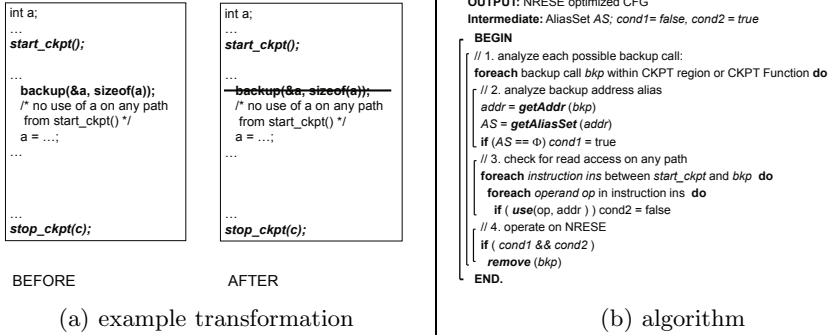 int a;
…
start_ckpt();
…
backup(&a, sizeof(a));
/* no use of a on any path
from start_ckpt() */
a = …;
…
…
stop_ckpt(c);
BEFORE
int a;
…
start_ckpt();
…
backup(&a, sizeof(a));
/* no use of a on any path
from start_ckpt() */
a = …;
…
…
stop_ckpt(c);
AFTER
(a) example transformation
OUTPUT: NRESE optimized CFG
Intermediate: AliasSet AS; cond1= false, cond2 = true
BEGIN
// 1. analyze each possible backup call:
foreach backup call bkp within CKPT region or CKPT Function do
// 2. analyze backup address alias
addr = getAddr (bkp)
AS = getAliasSet (addr)
if (AS == Φ) cond1 = true
// 3. check for read access on any path
foreach instruction ins between start_ckpt and bkp do
foreach operand op in instruction ins do
if ( use(op, addr ) ) cond2 = false
// 4. operate on NRESE
if ( cond1 && cond2 )
remove (bkp)
END.
(b) algorithm